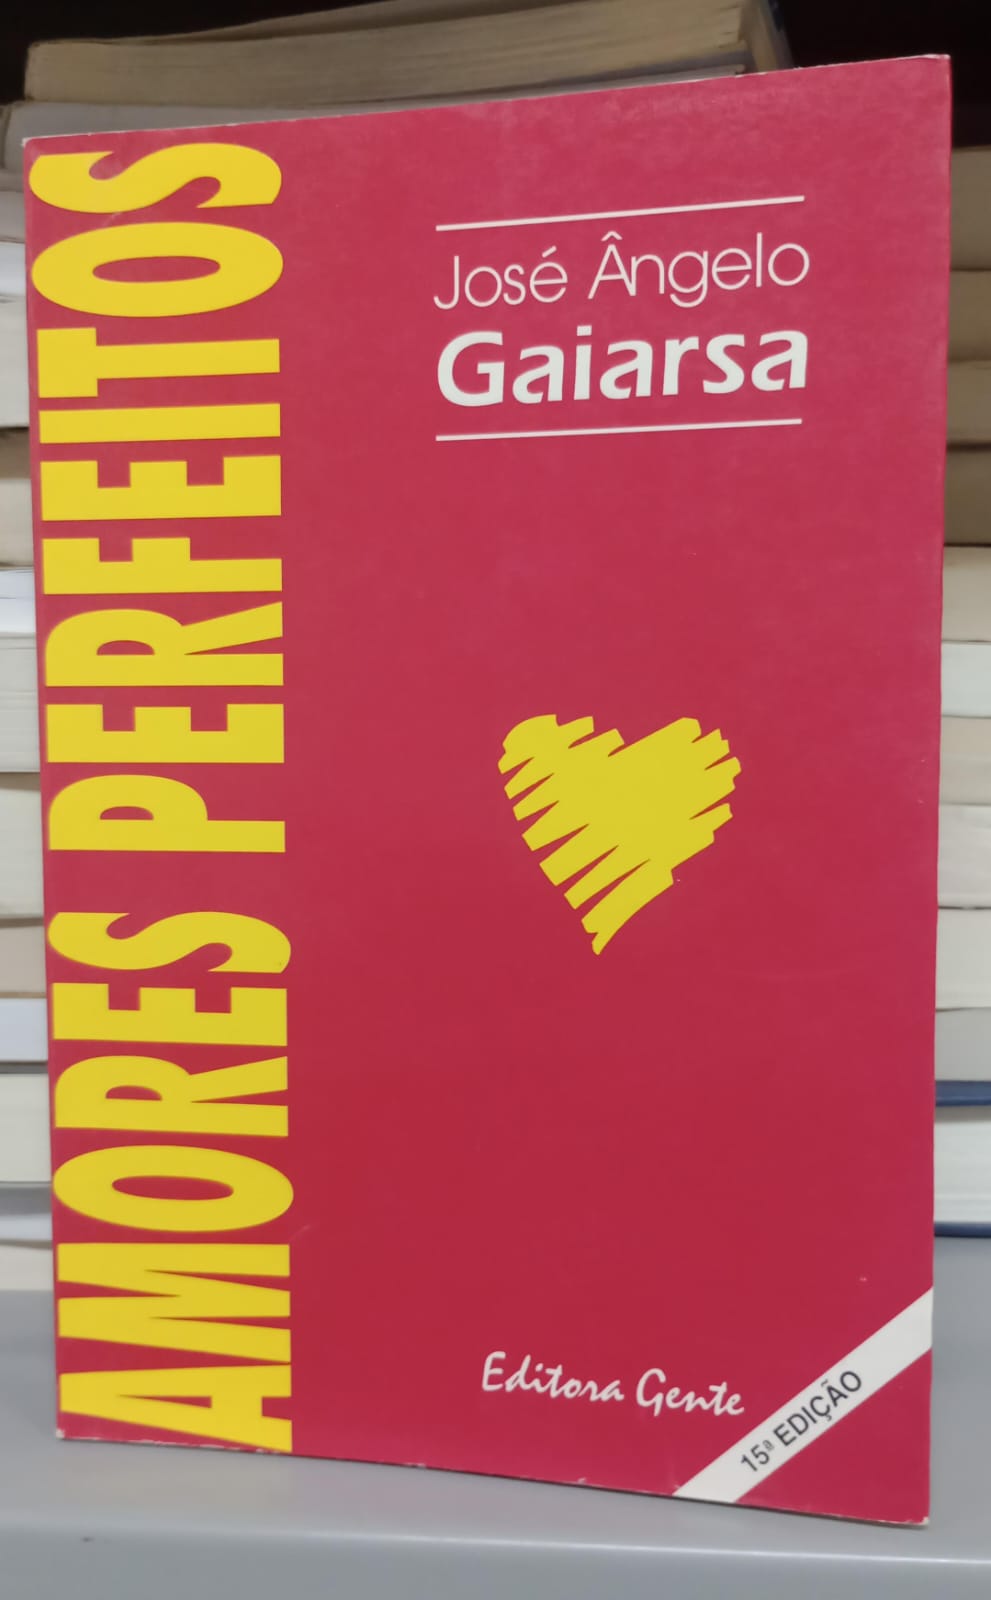 AMORES PERFEITOS
José Ângelo
Gaiarsa
Editora Gente
15ª EDIÇÃO